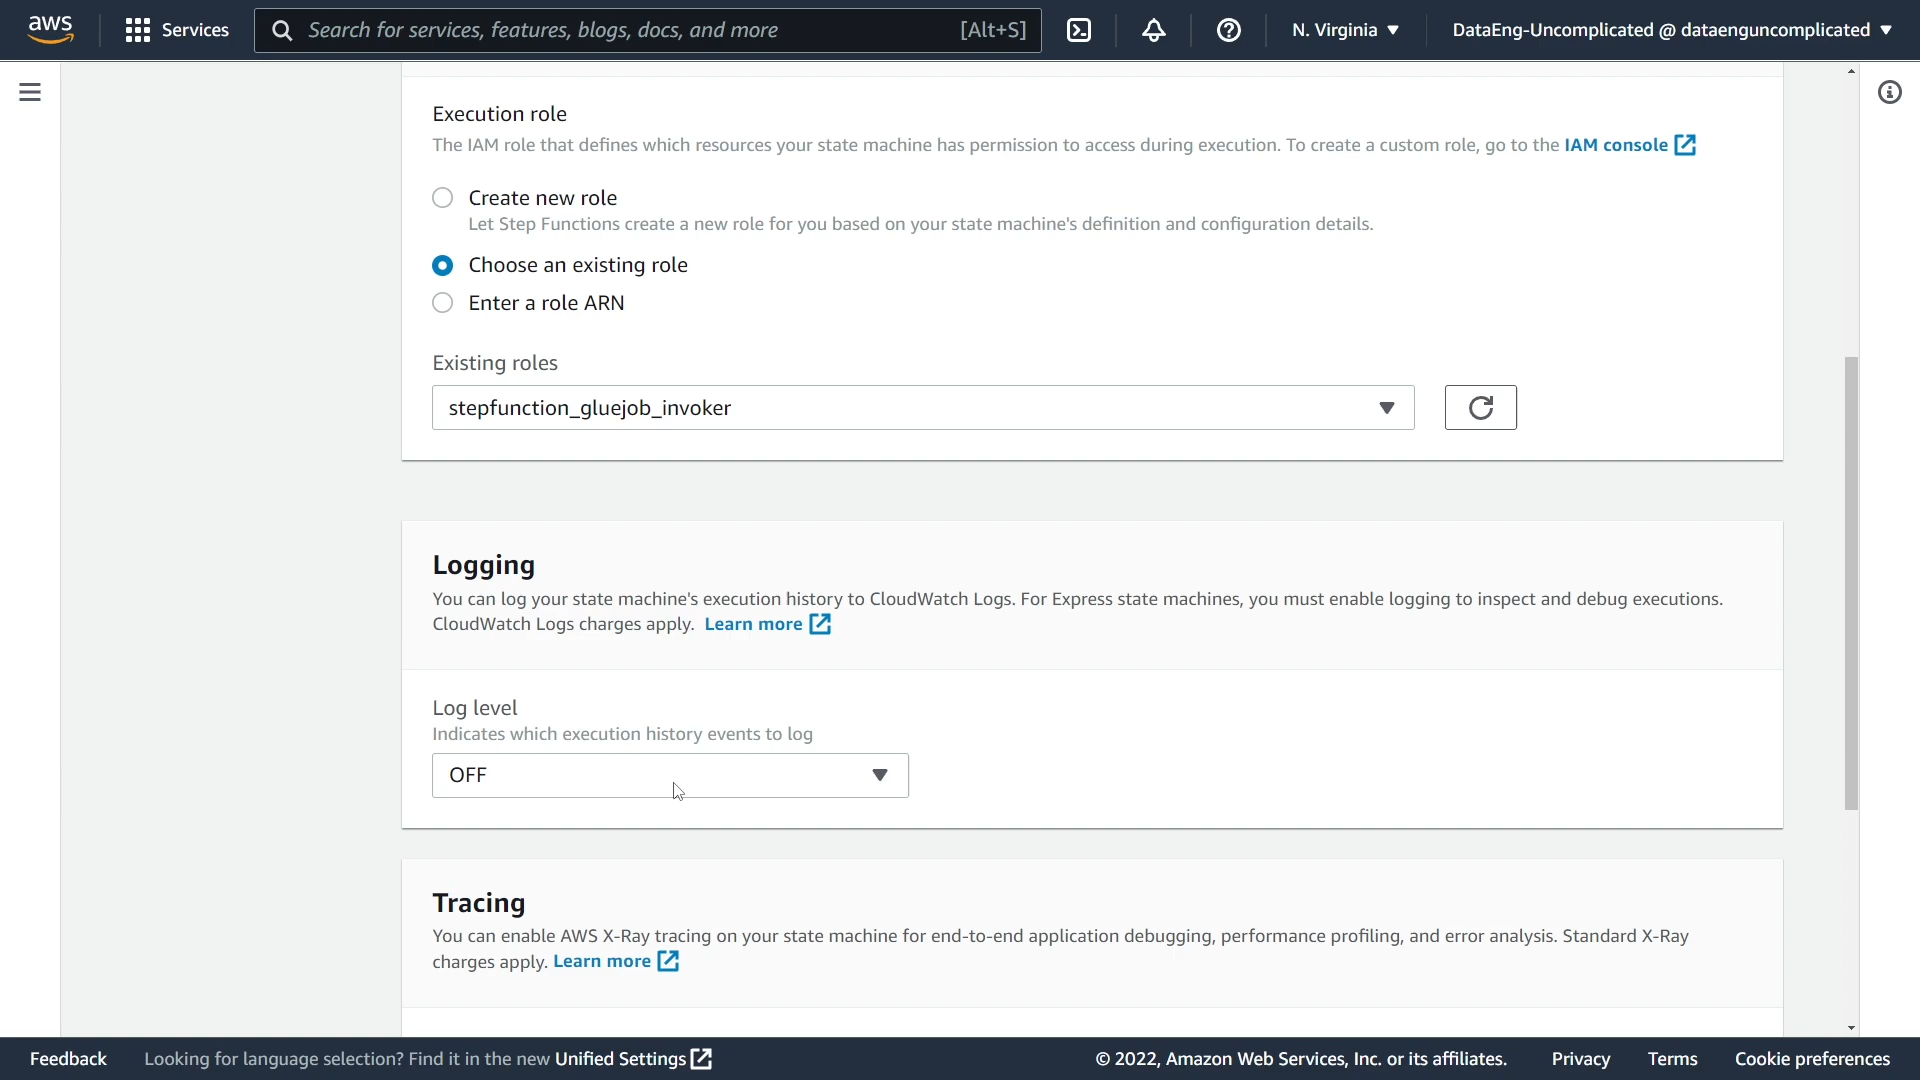 aws
Services
Search for services, features, blogs, docs, and more [Alt+S]
N. Virginia
DataEng-Uncomplicated @ dataenguncomplicated
Execution role
The IAM role that defines which resources your state machine has permission to access during execution. To create a custom role, go to the IAM console
Create new role
Let Step Functions create a new role for you based on your state machine's definition and configuration details.
Choose an existing role
Enter a role ARN
Existing roles
stepfunction_gluejob_invoker
Logging
You can log your state machine's execution history to CloudWatch Logs. For Express state machines, you must enable logging to inspect and debug executions.
CloudWatch Logs charges apply. Learn more
Log level
Indicates which execution history events to log
OFF
Tracing
You can enable AWS X-Ray tracing on your state machine for end-to-end application debugging, performance profiling, and error analysis. Standard X-Ray
charges apply. Learn more
Feedback
Looking for language selection? Find it in the new Unified Settings
© 2022, Amazon Web Services, Inc. or its affiliates.
Privacy
Terms
Cookie preferences